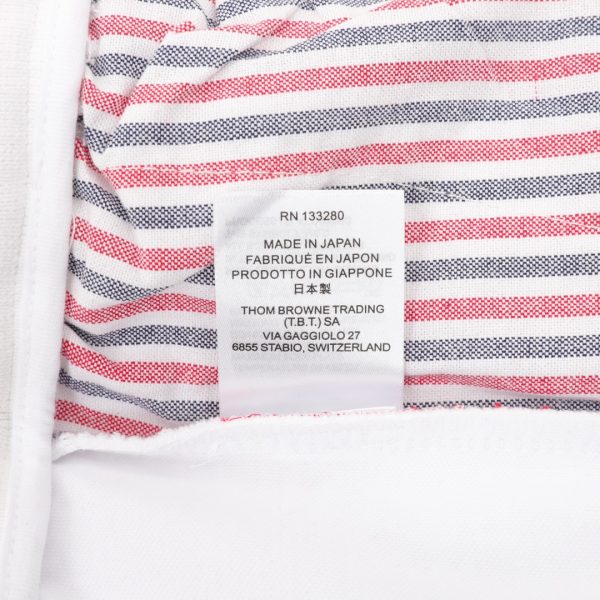 RN 133280
MADE IN JAPAN
FABRIQUÉ EN JAPON
PRODOTTO IN GIAPPONE
日本製
THOM BROWNE TRADING
(T.B.T.) SA
VIA GAGGIOLO 27
6855 STABIO, SWITZERLAND